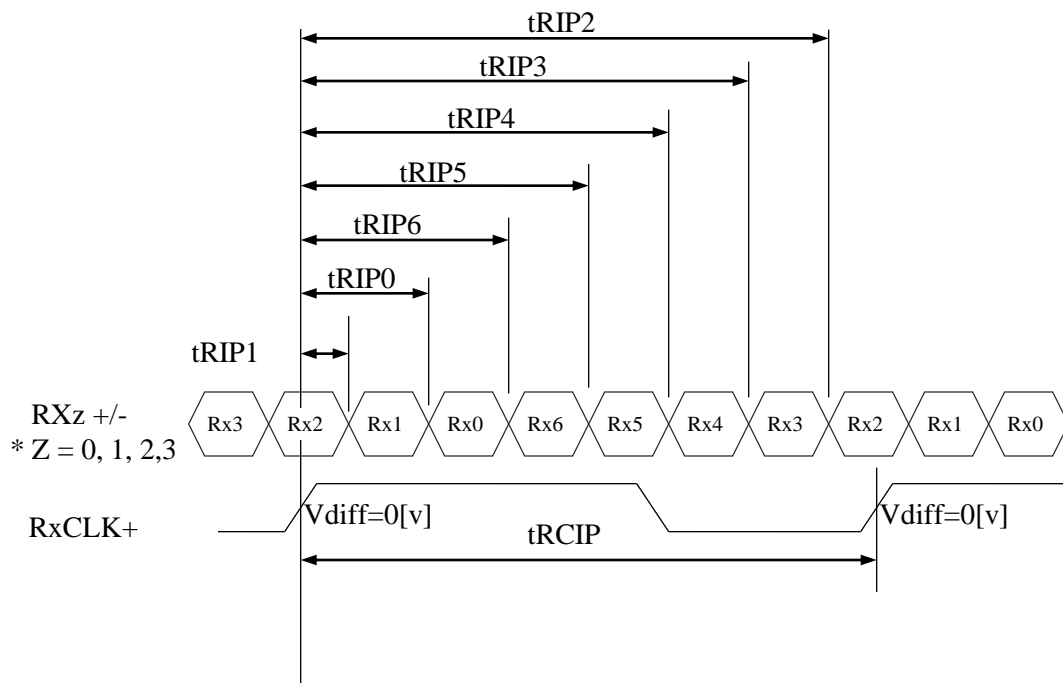 tRIP2
tRIP3
tRIP4
tRIP5
tRIP6
tRIP0
tRIP1
RXz +/-
* Z = 0, 1, 2,3
Rx3 Rx2 Rx1 Rx0 Rx6 Rx5 Rx4 Rx3 Rx2 Rx1 Rx0
RxCLK+
Vdiff=0[v] Vdiff=0[v]
tRCIP